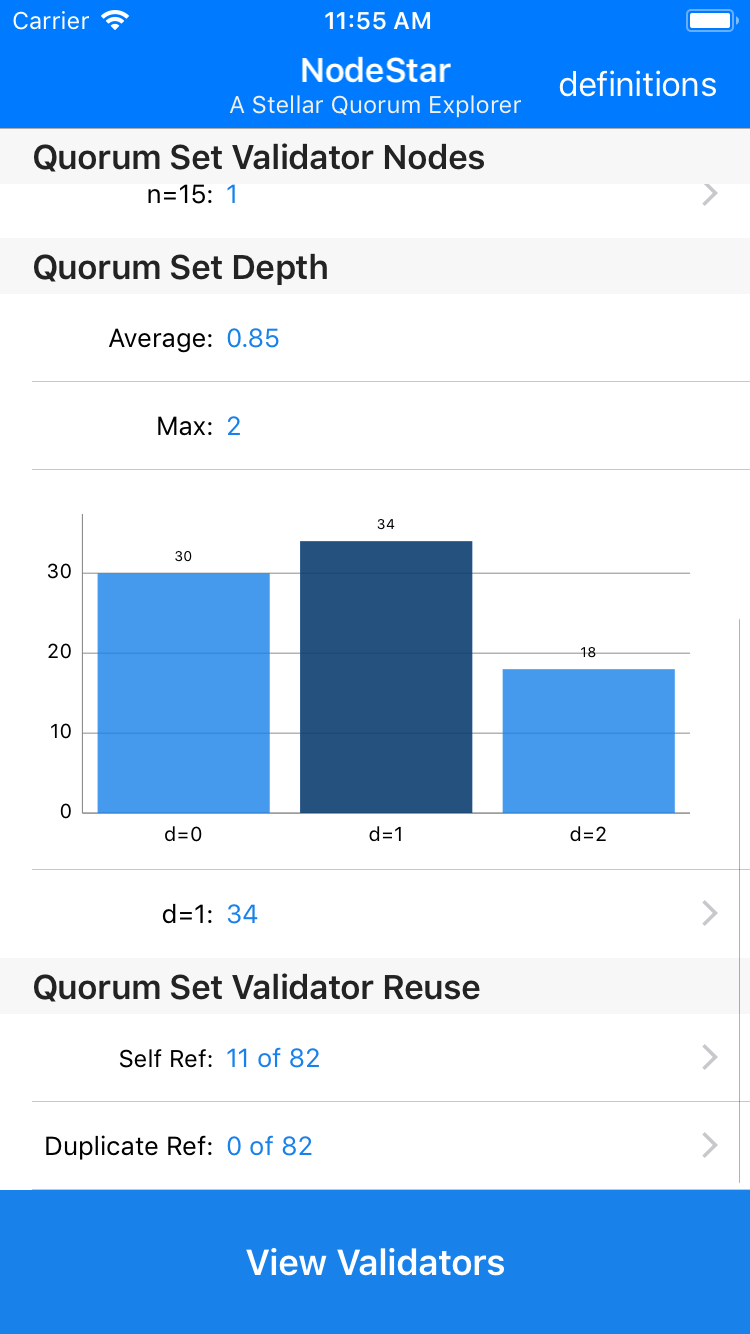 Carrier 11:55 AM
NodeStar
A Stellar Quorum Explorer
definitions
Quorum Set Validator Nodes
n=15: 1
Quorum Set Depth
Average: 0.85
Max: 2
34
30
30
18
20
10
0
d=0 d=1 d=2
d=1: 34
Quorum Set Validator Reuse
Self Ref: 11 of 82
Duplicate Ref: 0 of 82
View Validators